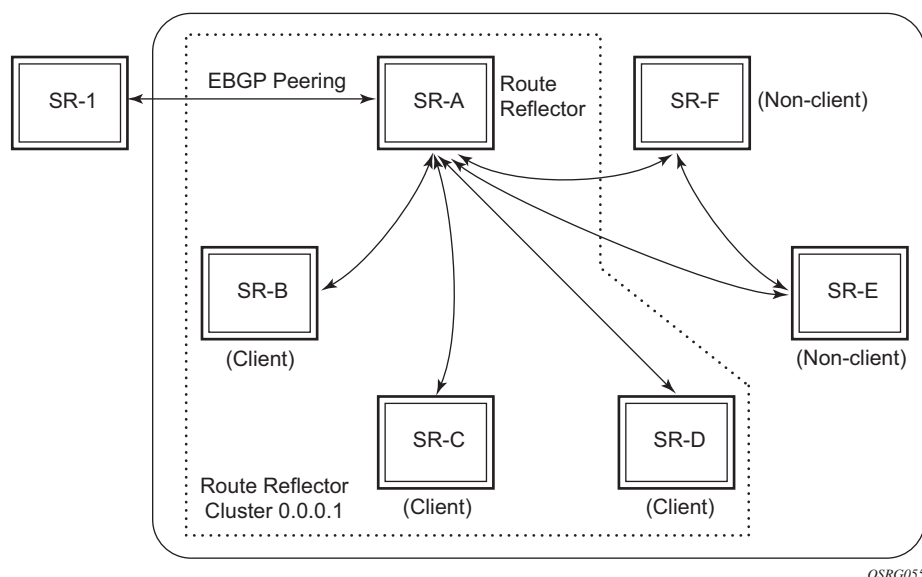 SR-1
EBGP Peering
SR-A
Route
Reflector
SR-F
(Non-client)
SR-B
(Client)
SR-E
(Non-client)
SR-C
(Client)
SR-D
(Client)
Route Reflector
Cluster 0.0.0.1